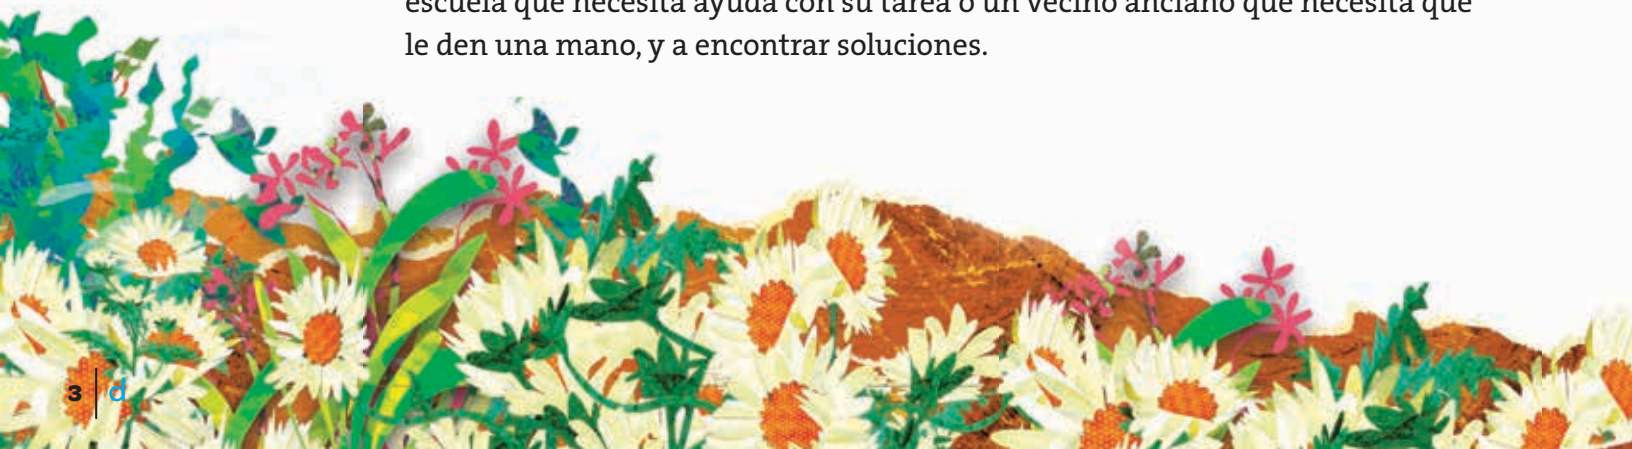 escuela que necesita ayuda con su tarea o un vecino anciano que necesita que
le den una mano, y a encontrar soluciones.
3 | d